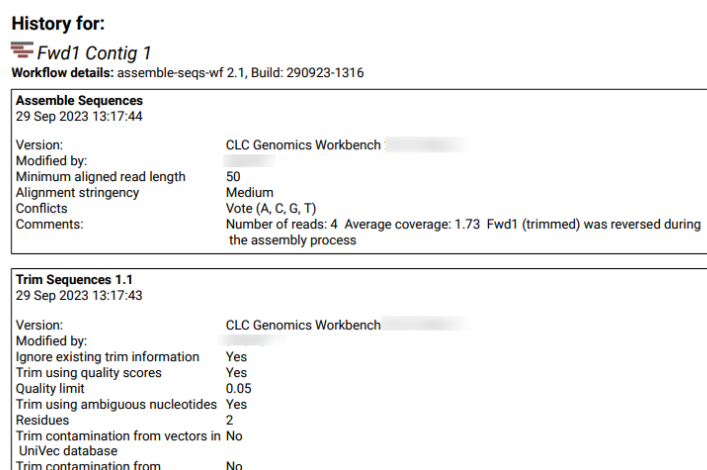 History for:
Fwd1 Contig 1
Workflow details: assemble-seqs-wf 2.1, Build: 290923-1316
Assemble Sequences
29 Sep 2023 13:17:44
Version: CLC Genomics Workbench
Modified by:
Minimum aligned read length 50
Alignment stringency Medium
Conflicts Vote (A, C, G, T)
Comments: Number of reads: 4 Average coverage: 1.73 Fwd1 (trimmed) was reversed during
the assembly process
Trim Sequences 1.1
29 Sep 2023 13:17:43
Version: CLC Genomics Workbench
Modified by:
Ignore existing trim information Yes
Trim using quality scores Yes
Quality limit 0.05
Trim using ambiguous nucleotides Yes
Residues 2
Trim contamination from vectors in No
UniVec database
Trim contamination from No